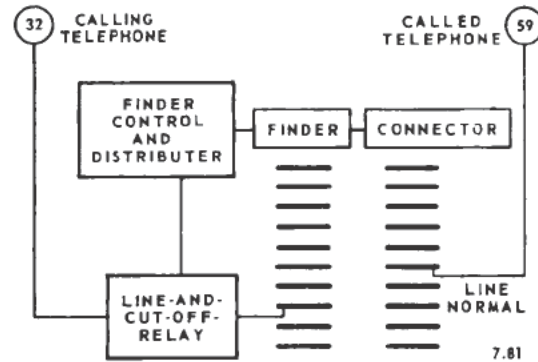 32
CALLING
TELEPHONE
CALLED
TELEPHONE
59
FINDER
CONTROL
AND
DISTRIBUTER
FINDER
CONNECTOR
LINE-AND-
CUT-OFF-
RELAY
LINE
NORMAL
7.81